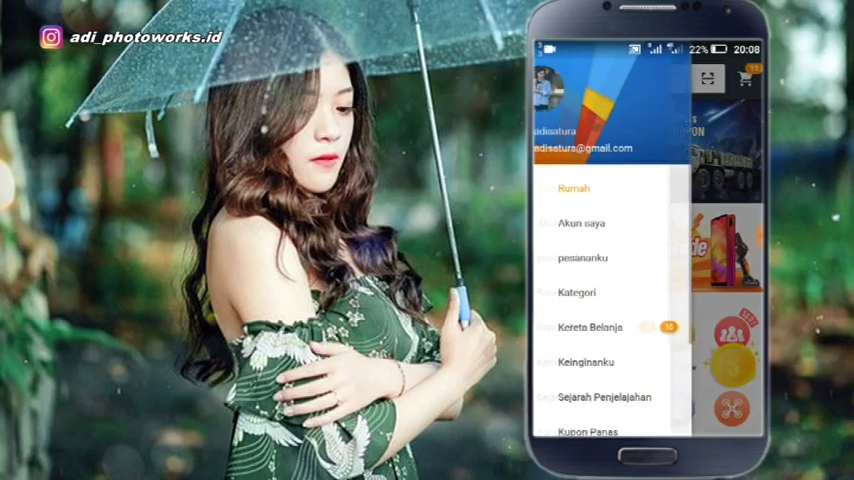 adi_photoworks.id
22% 20:08
10
adisatura
adisatura@gmail.com
Rumah
Akun saya
pesananku
Kategori
Kereta Belanja 10
Keinginanku
Sejarah Penjelajahan
Kupon Panas